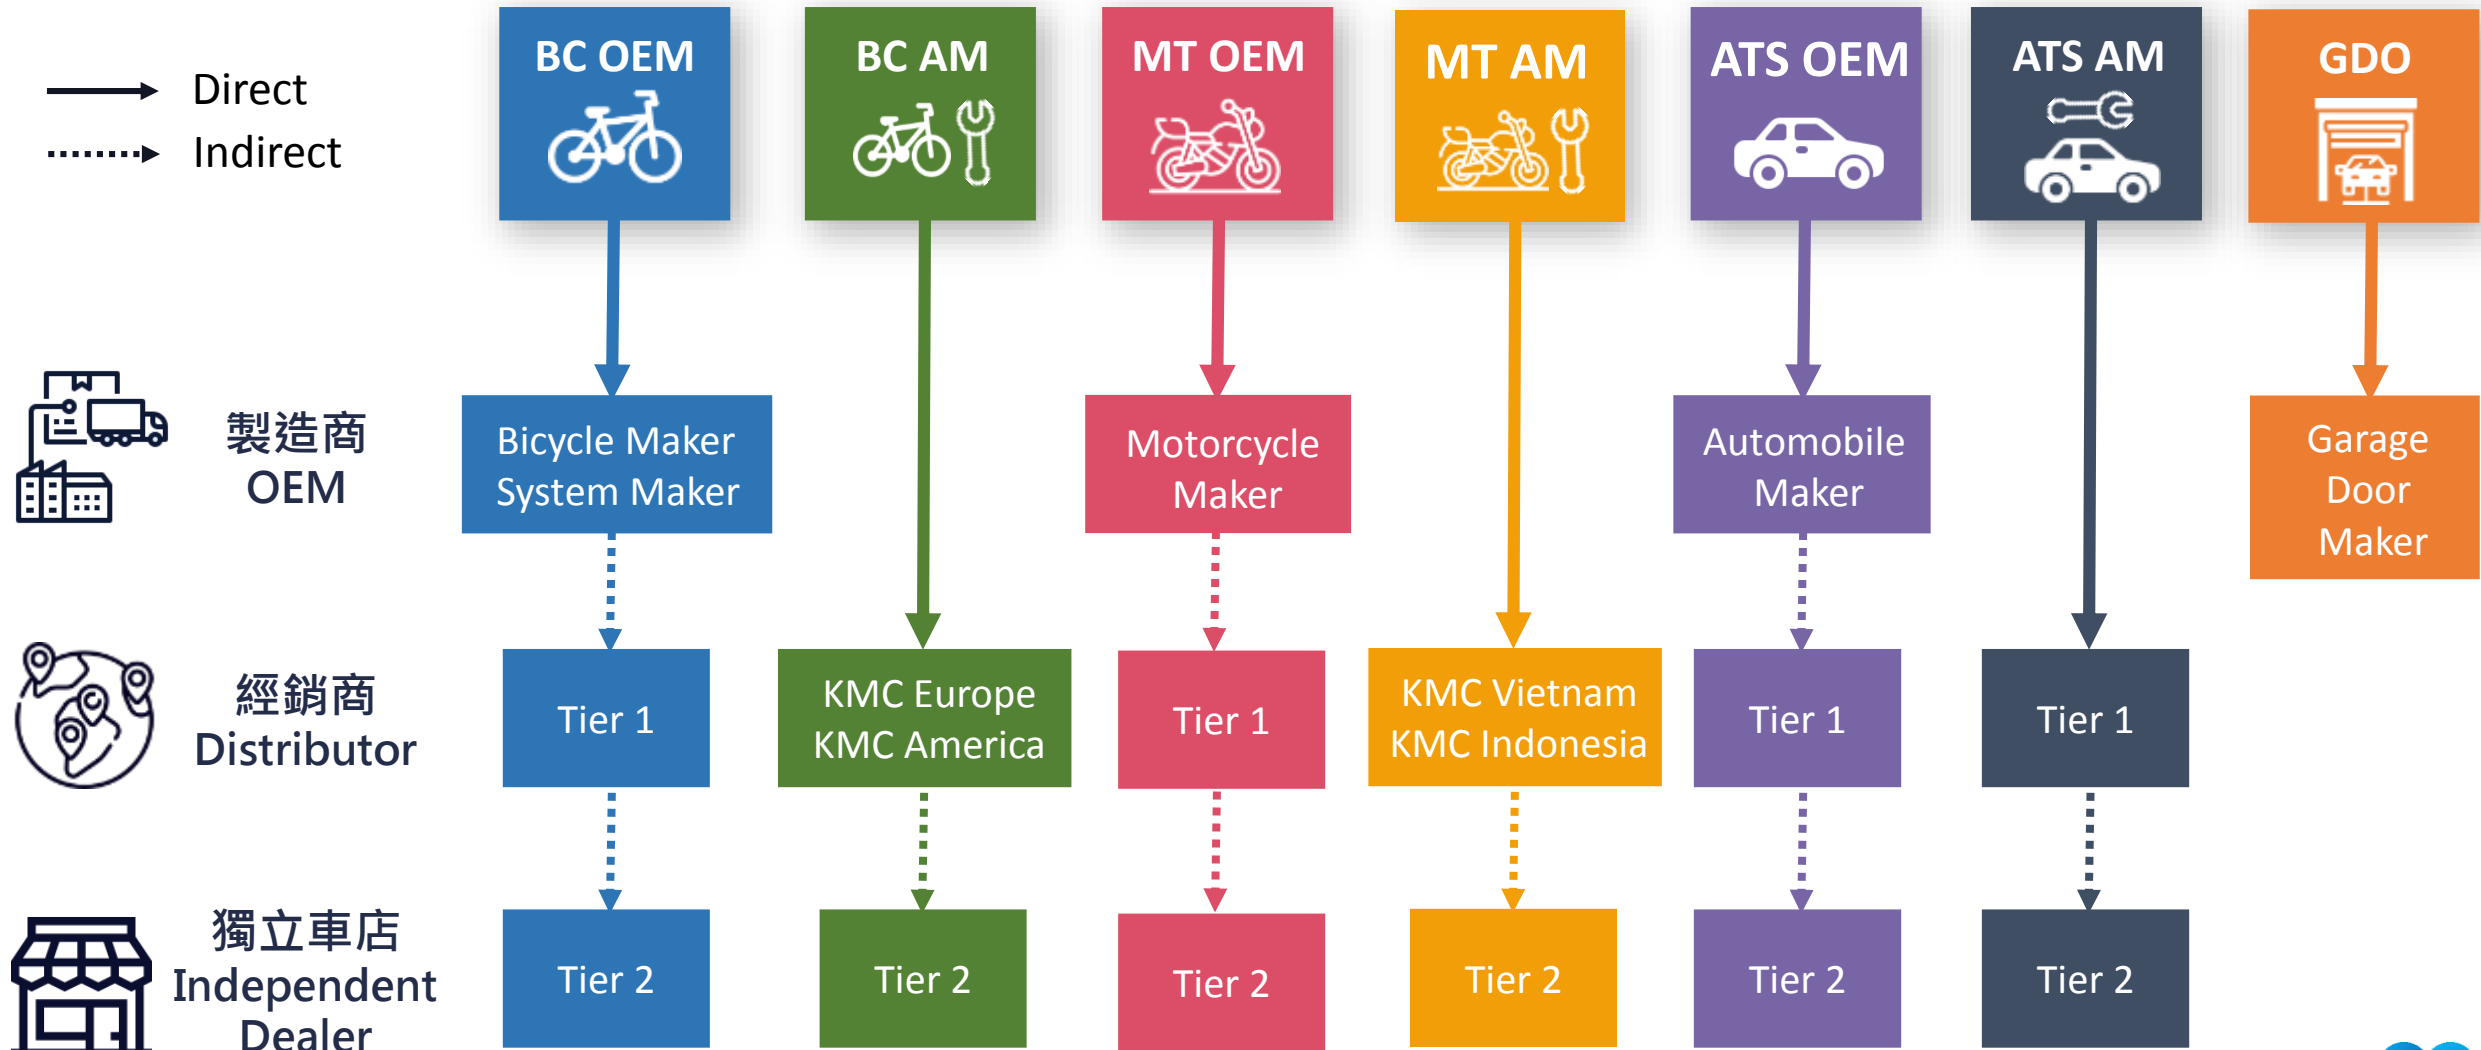 Direct
Indirect
BC OEM
BC AM
MT OEM
MT AM
ATS OEM
ATS AM
GDO
製造商
OEM
Bicycle Maker
System Maker
Motorcycle
Maker
Automobile
Maker
Garage
Door
Maker
經銷商
Distributor
Tier 1
KMC Europe
KMC America
Tier 1
KMC Vietnam
KMC Indonesia
Tier 1
Tier 1
獨立車店
Independent
Dealer
Tier 2
Tier 2
Tier 2
Tier 2
Tier 2
Tier 2